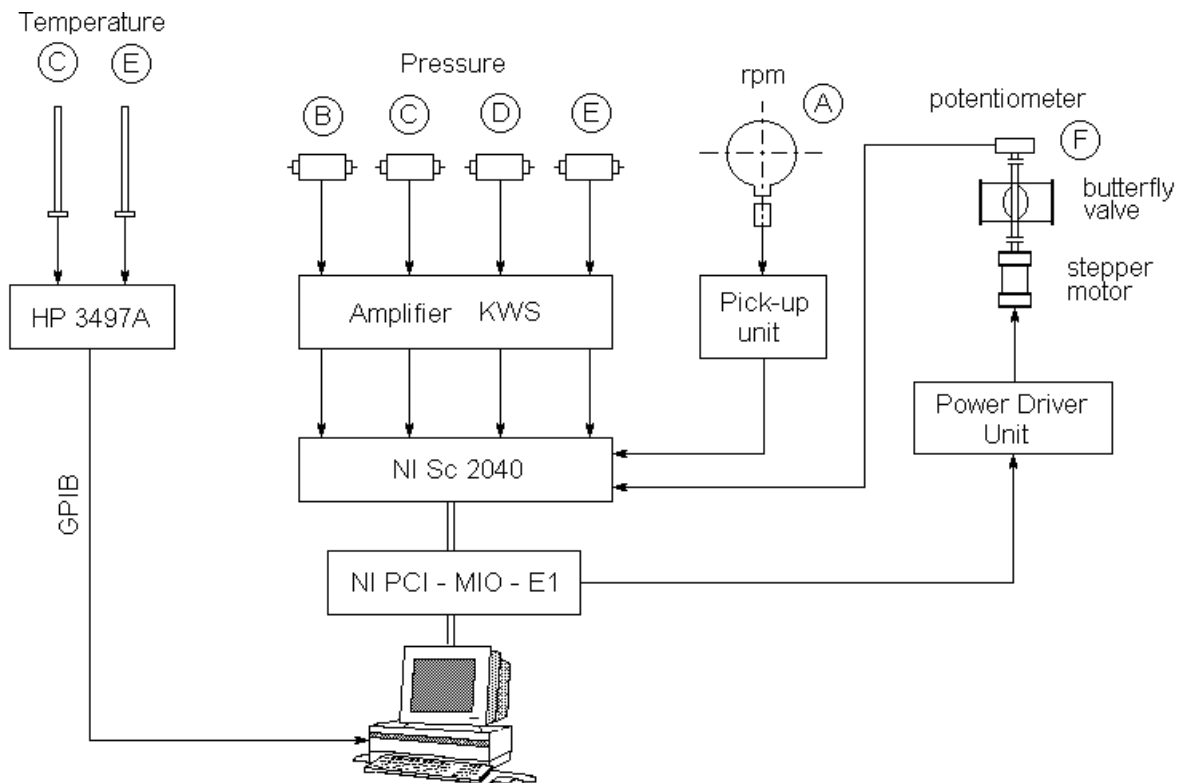 Temperature
C E
Pressure
B C D E
rpm
A
potentiometer
F
butterfly
valve
stepper
motor
HP 3497A
Amplifier KWS
Pick-up
unit
Power Driver
Unit
NI Sc 2040
GPIB
NI PCI - MIO - E1